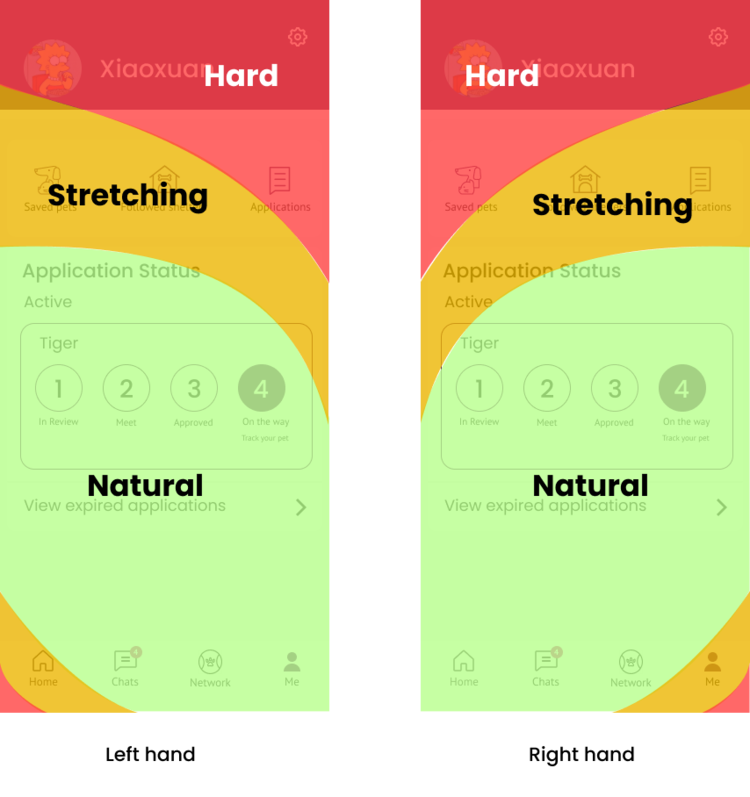 Xiaoxuan
Hard
Stretching
Saved pets
Applications
Application Status
Active
Tiger
1 2 3 4
In Review Meet Approved On the way
Track your pet
Natural
View expired applications
4
Home Chats Network Me
Left hand
Xiaoxuan
Hard
Stretching
Saved pets
Application Status
Active
Tiger
1 2 3 4
In Review Meet Approved On the way
Track your pet
Natural
View expired applications
4
Home Chats Network Me
Right hand